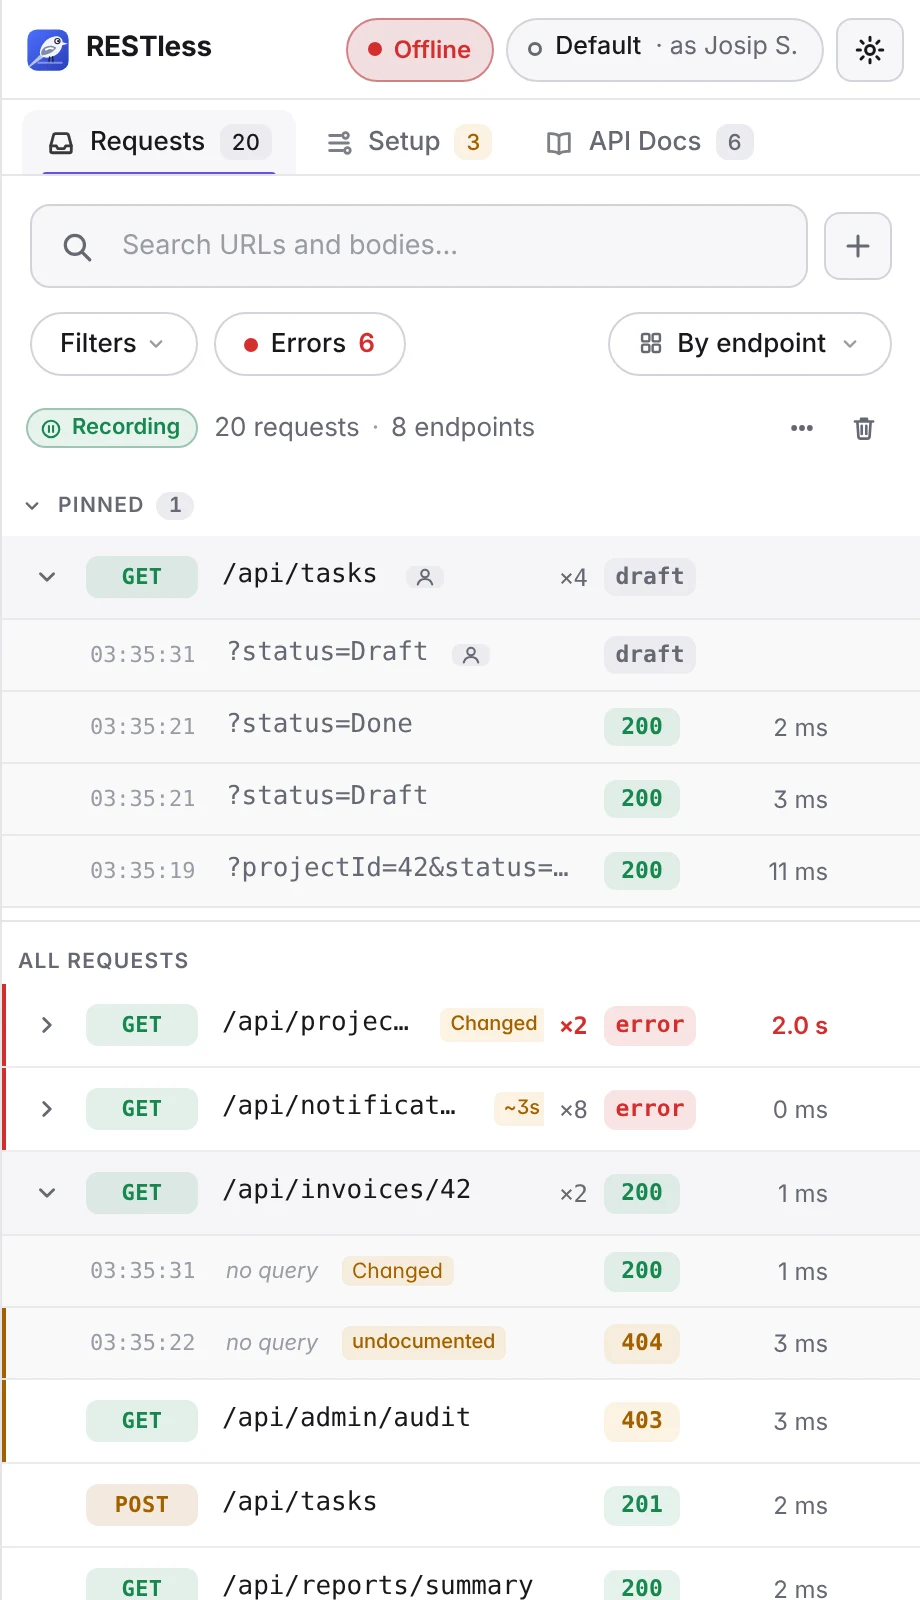 RESTless Offline Default · as Josip S.
Requests 20 Setup 3 API Docs 6
Search URLs and bodies...
Filters Errors 6 By endpoint
Recording 20 requests · 8 endpoints
PINNED 1
GET /api/tasks ×4 draft
03:35:31 ?status=Draft draft
03:35:21 ?status=Done 200 2 ms
03:35:21 ?status=Draft 200 3 ms
03:35:19 ?projectId=42&status=… 200 11 ms
ALL REQUESTS
GET /api/projec… Changed ×2 error 2.0 s
GET /api/notificat… ~3s ×8 error 0 ms
GET /api/invoices/42 ×2 200 1 ms
03:35:31 no query Changed 200 1 ms
03:35:22 no query undocumented 404 3 ms
GET /api/admin/audit 403 3 ms
POST /api/tasks 201 2 ms
GET /api/reports/summary 200 2 ms